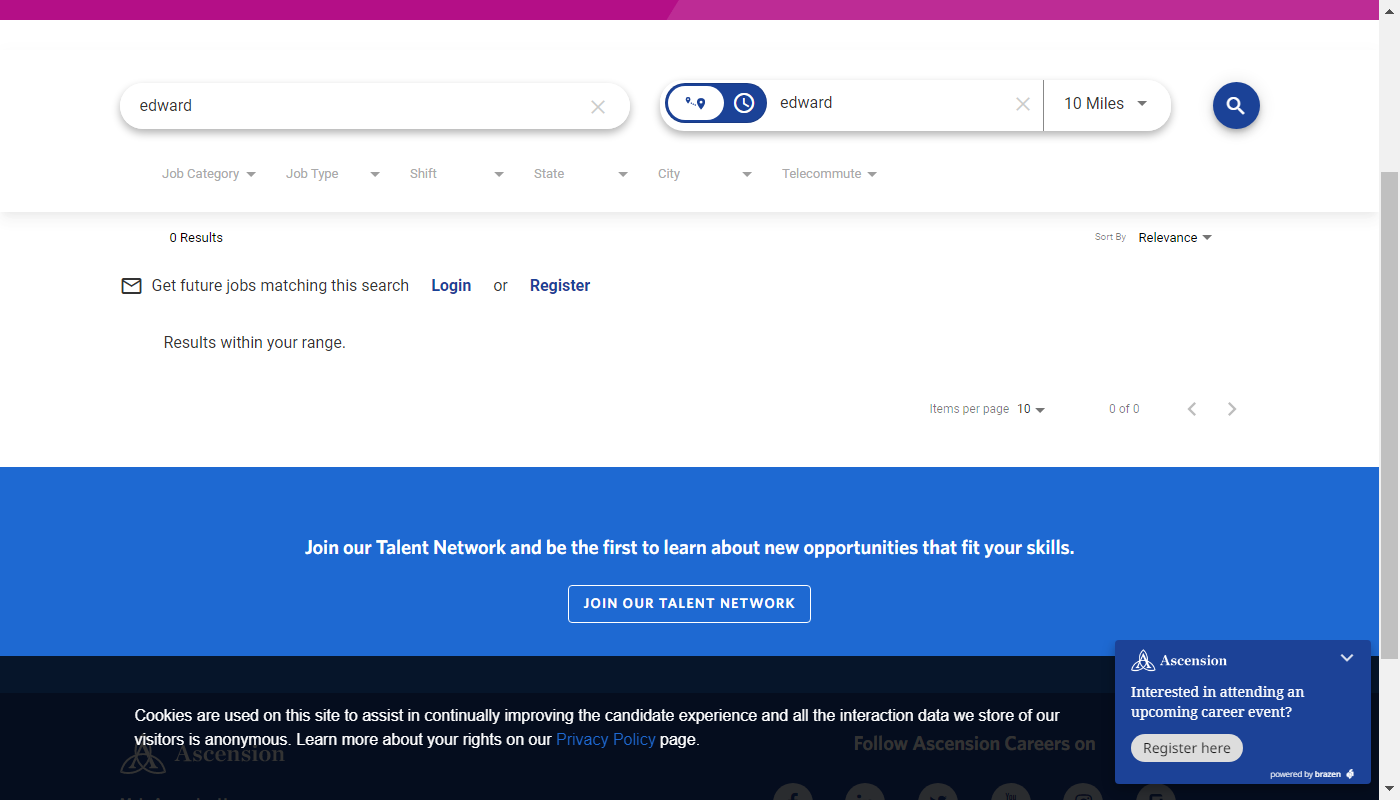 edward
edward
10 Miles
Job Category
Job Type
Shift
State
City
Telecommute
0 Results
Sort By Relevance
Get future jobs matching this search Login or Register
Results within your range.
Items per page 10
0 of 0
Join our Talent Network and be the first to learn about new opportunities that fit your skills.
JOIN OUR TALENT NETWORK
Ascension
Interested in attending an
upcoming career event?
Register here
powered by brazen
Cookies are used on this site to assist in continually improving the candidate experience and all the interaction data we store of our
visitors is anonymous. Learn more about your rights on our Privacy Policy page.
Ascension
Follow Ascension Careers on